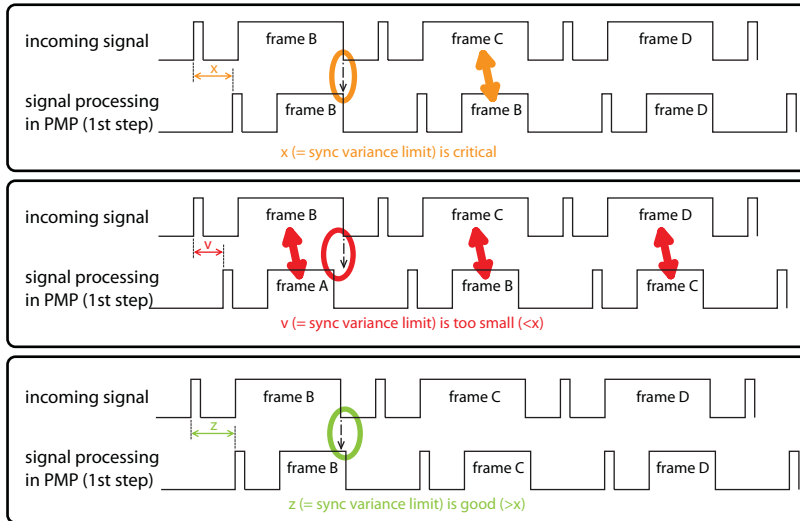 incoming signal
frame B
frame C
frame D
x
signal processing
in PMP (1st step)
frame B
frame B
frame D
x (= sync variance limit) is critical
incoming signal
frame B
frame C
frame D
v
signal processing
in PMP (1st step)
frame A
frame B
frame C
v (= sync variance limit) is too small (<x)
incoming signal
frame B
frame C
frame D
z
signal processing
in PMP (1st step)
frame B
frame C
frame D
z (= sync variance limit) is good (>x)